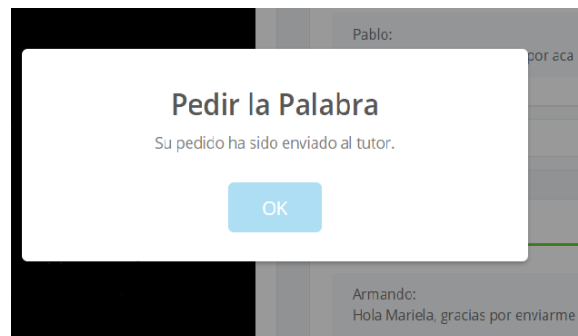 Pablo:
por aca
Pedir la Palabra
Su pedido ha sido enviado al tutor.
OK
Armando:
Hola Mariela, gracias por enviarme